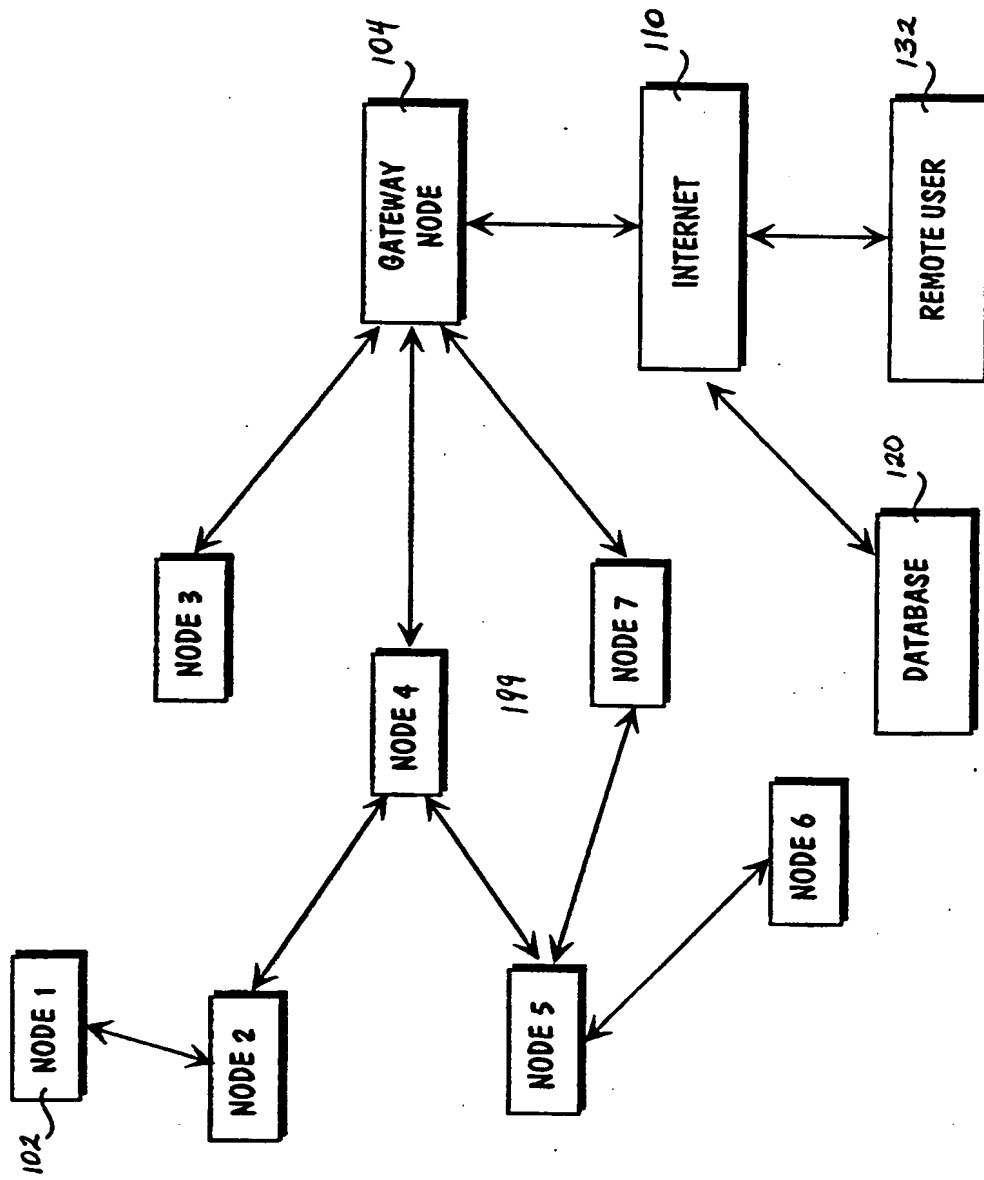 102
NODE 1
NODE 3
NODE 2
104
GATEWAY
NODE
NODE 4
199
NODE 5
NODE 7
110
INTERNET
NODE 6
120
DATABASE
132
REMOTE USER